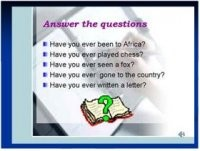 Answer the questions
Have you ever been to Africa?
Have you ever played chess?
Have you ever seen a fox?
Have you ever gone to the country?
Have you ever written a letter?
?